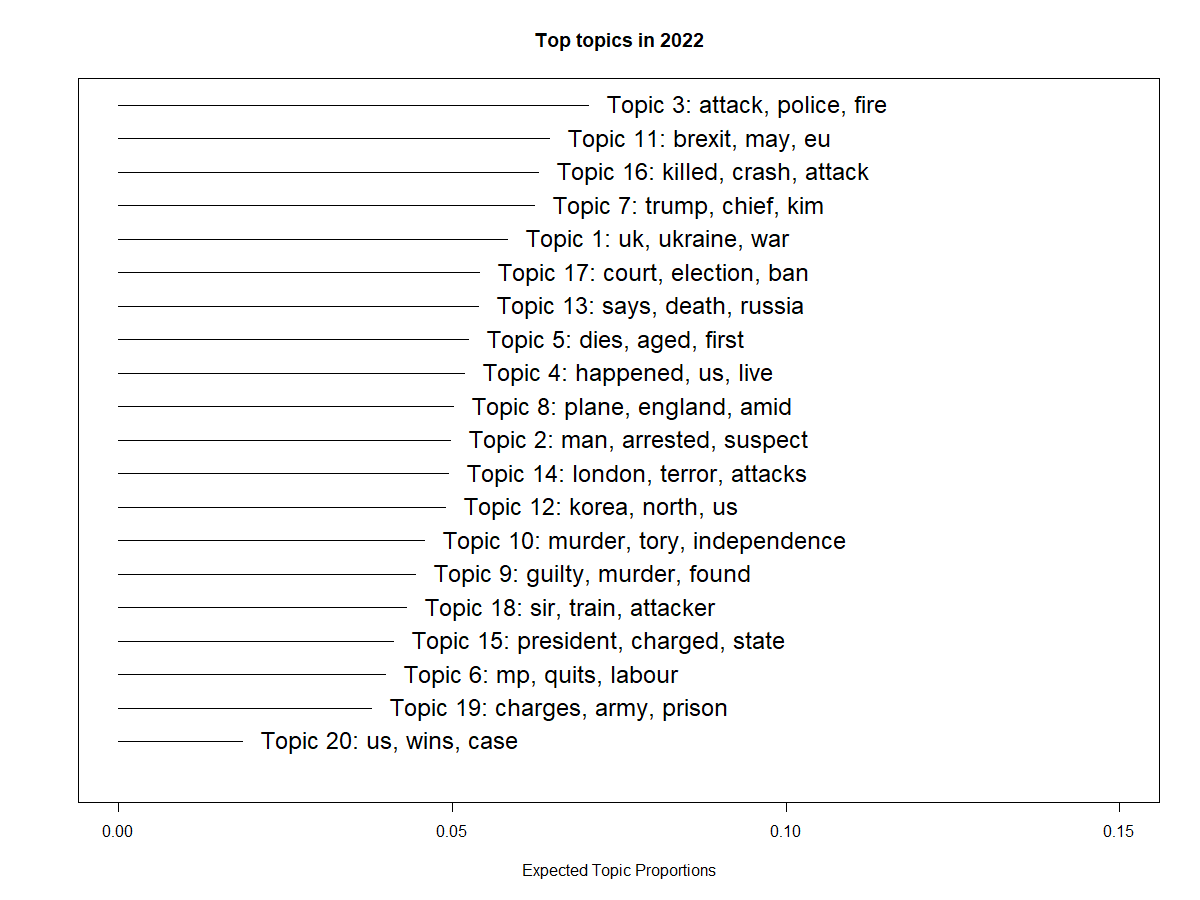 Top topics in 2022
Topic 3: attack, police, fire
Topic 11: brexit, may, eu
Topic 16: killed, crash, attack
Topic 7: trump, chief, kim
Topic 1: uk, ukraine, war
Topic 17: court, election, ban
Topic 13: says, death, russia
Topic 5: dies, aged, first
Topic 4: happened, us, live
Topic 8: plane, england, amid
Topic 2: man, arrested, suspect
Topic 14: london, terror, attacks
Topic 12: korea, north, us
Topic 10: murder, tory, independence
Topic 9: guilty, murder, found
Topic 18: sir, train, attacker
Topic 15: president, charged, state
Topic 6: mp, quits, labour
Topic 19: charges, army, prison
Topic 20: us, wins, case
0.00 0.05 0.10 0.15
Expected Topic Proportions